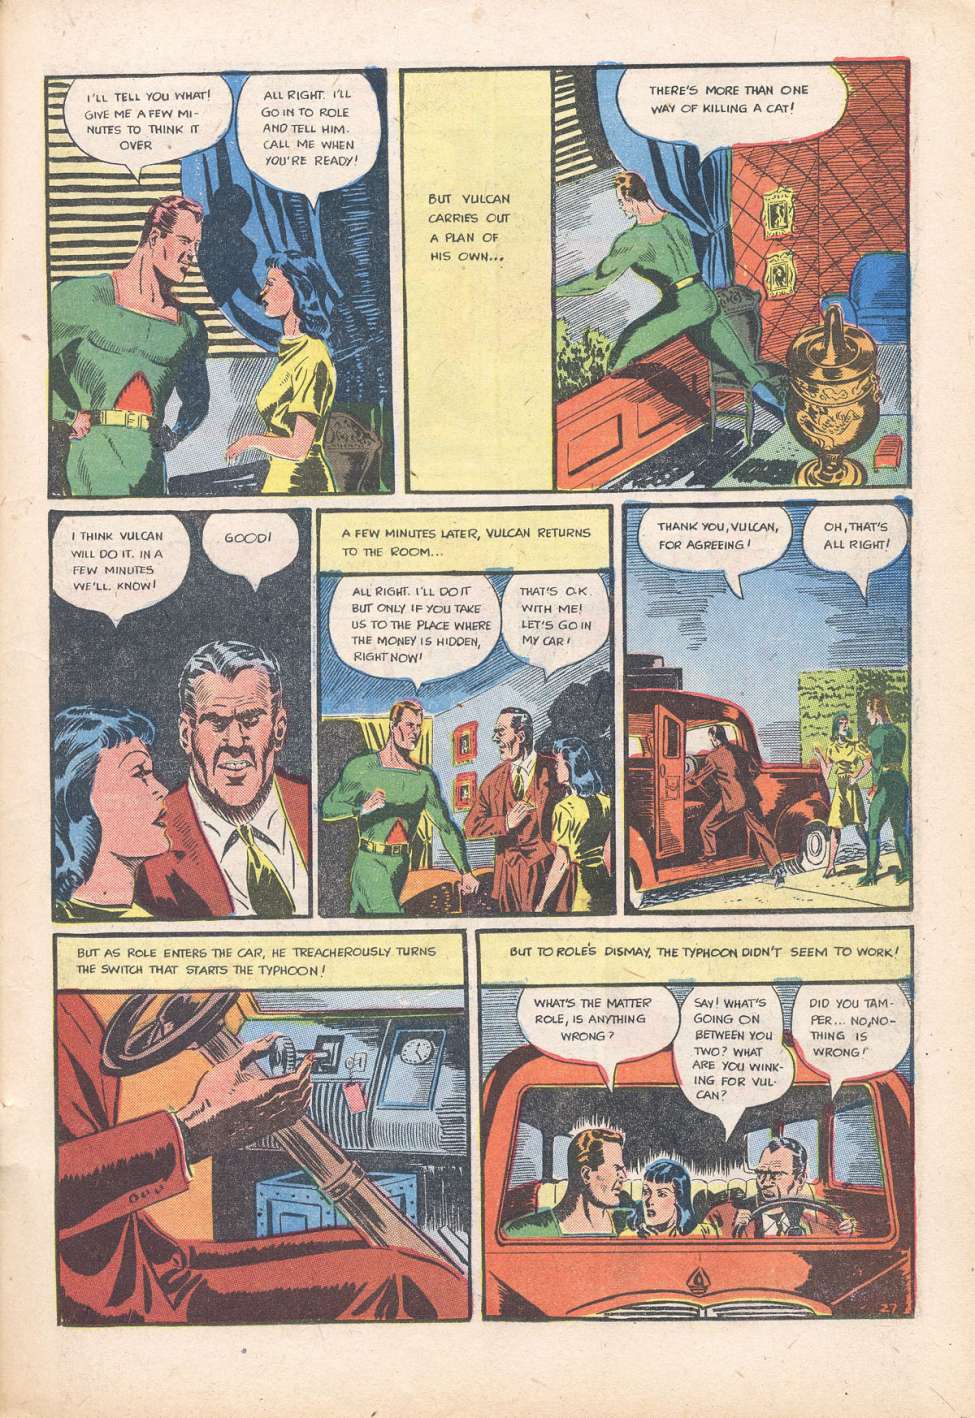 I'LL TELL YOU WHAT!
GIVE ME A FEW MI-
NUTES TO THINK IT
OVER
ALL RIGHT. I'LL
GO IN TO ROLE
AND TELL HIM.
CALL ME WHEN
YOU'RE READY!
BUT VULCAN
CARRIES OUT
A PLAN OF
HIS OWN...
THERE'S MORE THAN ONE
WAY OF KILLING A CAT!
I THINK VULCAN
WILL DO IT. IN A
FEW MINUTES
WE'LL KNOW!
GOOD!
A FEW MINUTES LATER, VULCAN RETURNS
TO THE ROOM...
ALL RIGHT. I'LL DO IT
BUT ONLY IF YOU TAKE
US TO THE PLACE WHERE
THE MONEY IS HIDDEN,
RIGHT NOW!
THAT'S O.K.
WITH ME!
LET'S GO IN
MY CAR!
THANK YOU, VULCAN,
FOR AGREEING!
OH, THAT'S
ALL RIGHT!
BUT AS ROLE ENTERS THE CAR, HE TREACHEROUSLY TURNS
THE SWITCH THAT STARTS THE TYPHOON!
BUT TO ROLE'S DISMAY, THE TYPHOON DIDN'T SEEM TO WORK!
WHAT'S THE MATTER
ROLE, IS ANYTHING
WRONG?
SAY! WHAT'S
GOING ON
BETWEEN YOU
TWO? WHAT
ARE YOU WINK-
ING FOR VUL-
CAN?
DID YOU TAM-
PER... NO, NO-
THING IS
WRONG!
27